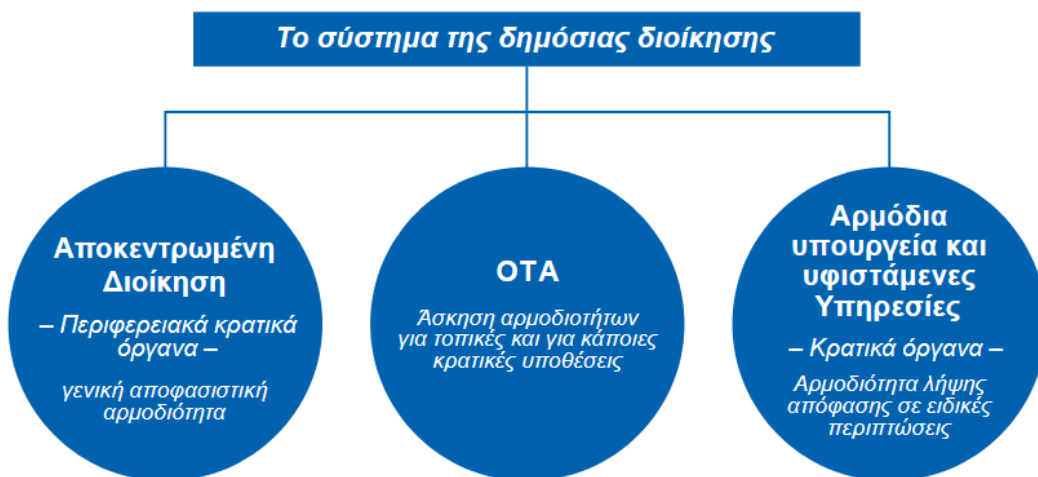 Το σύστημα της δημόσιας διοίκησης
Αποκεντρωμένη
Διοίκηση
– Περιφερειακά κρατικά
όργανα –
γενική αποφασιστική
αρμοδιότητα
ΟΤΑ
Άσκηση αρμοδιοτήτων
για τοπικές και για κάποιες
κρατικές υποθέσεις
Αρμόδια
υπουργεία και
υφιστάμενες
Υπηρεσίες
– Κρατικά όργανα –
Αρμοδιότητα λήψης
απόφασης σε ειδικές
περιπτώσεις